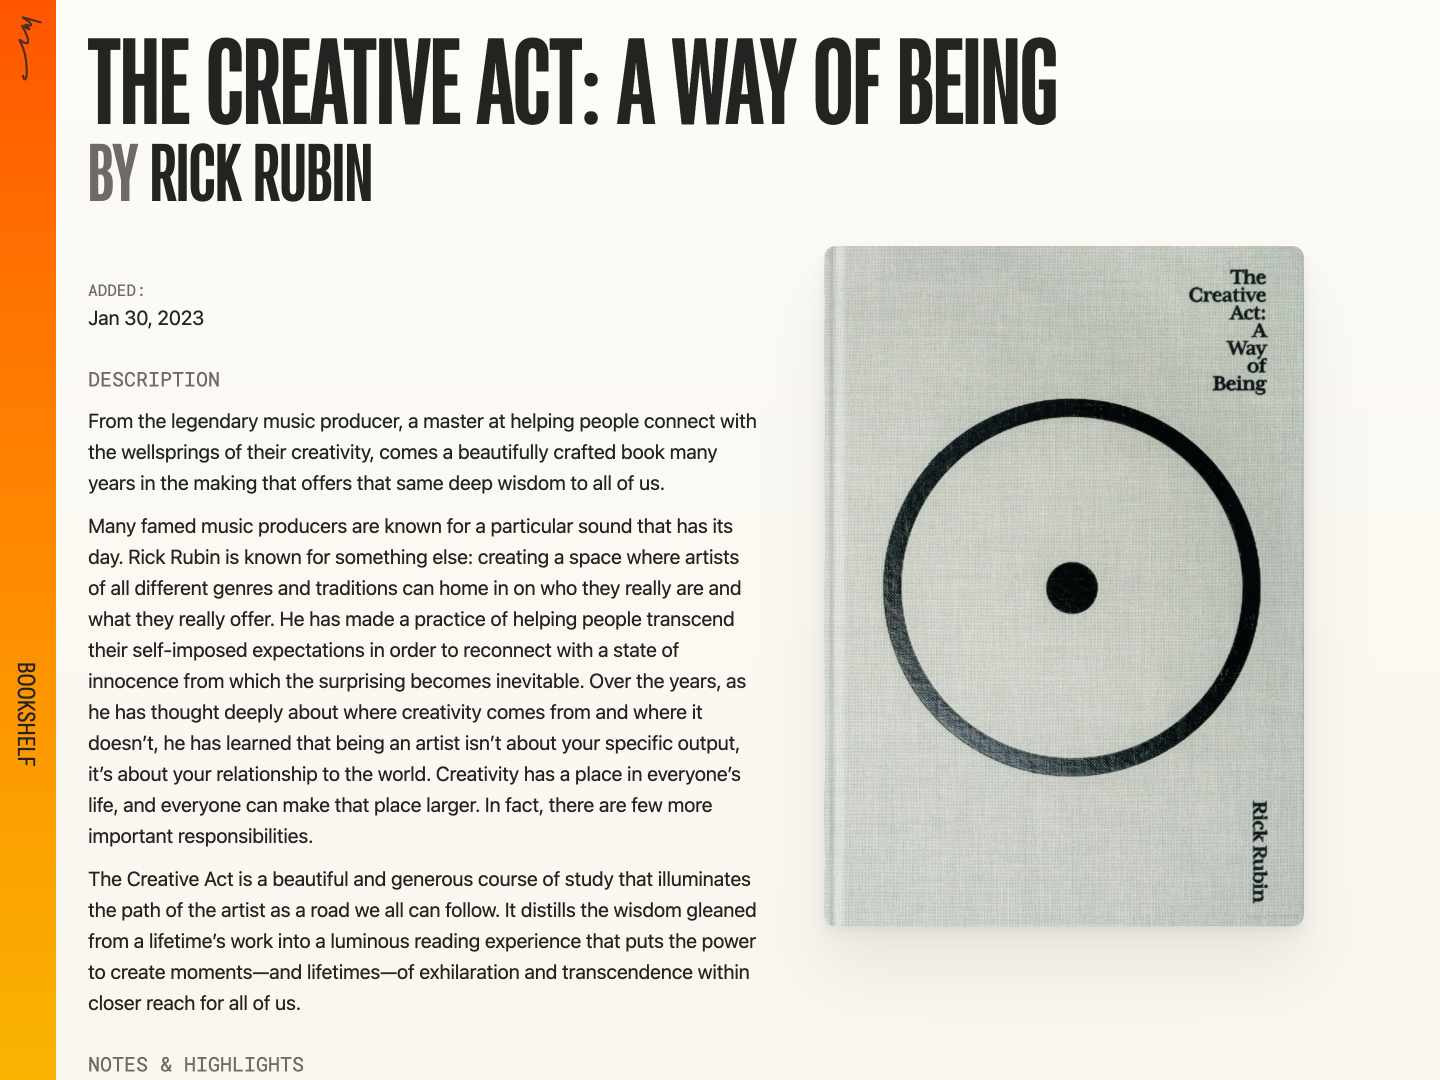 THE CREATIVE ACT: A WAY OF BEING
BY RICK RUBIN
ADDED:
Jan 30, 2023
DESCRIPTION
From the legendary music producer, a master at helping people connect with
the wellsprings of their creativity, comes a beautifully crafted book many
years in the making that offers that same deep wisdom to all of us.
Many famed music producers are known for a particular sound that has its
day. Rick Rubin is known for something else: creating a space where artists
of all different genres and traditions can home in on who they really are and
what they really offer. He has made a practice of helping people transcend
their self-imposed expectations in order to reconnect with a state of
innocence from which the surprising becomes inevitable. Over the years, as
he has thought deeply about where creativity comes from and where it
doesn’t, he has learned that being an artist isn’t about your specific output,
it’s about your relationship to the world. Creativity has a place in everyone’s
life, and everyone can make that place larger. In fact, there are few more
important responsibilities.
The Creative Act is a beautiful and generous course of study that illuminates
the path of the artist as a road we all can follow. It distills the wisdom gleaned
from a lifetime’s work into a luminous reading experience that puts the power
to create moments—and lifetimes—of exhilaration and transcendence within
closer reach for all of us.
NOTES & HIGHLIGHTS
BOOKSHELF
The
Creative
Act:
A
Way
of
Being
Rick Rubin